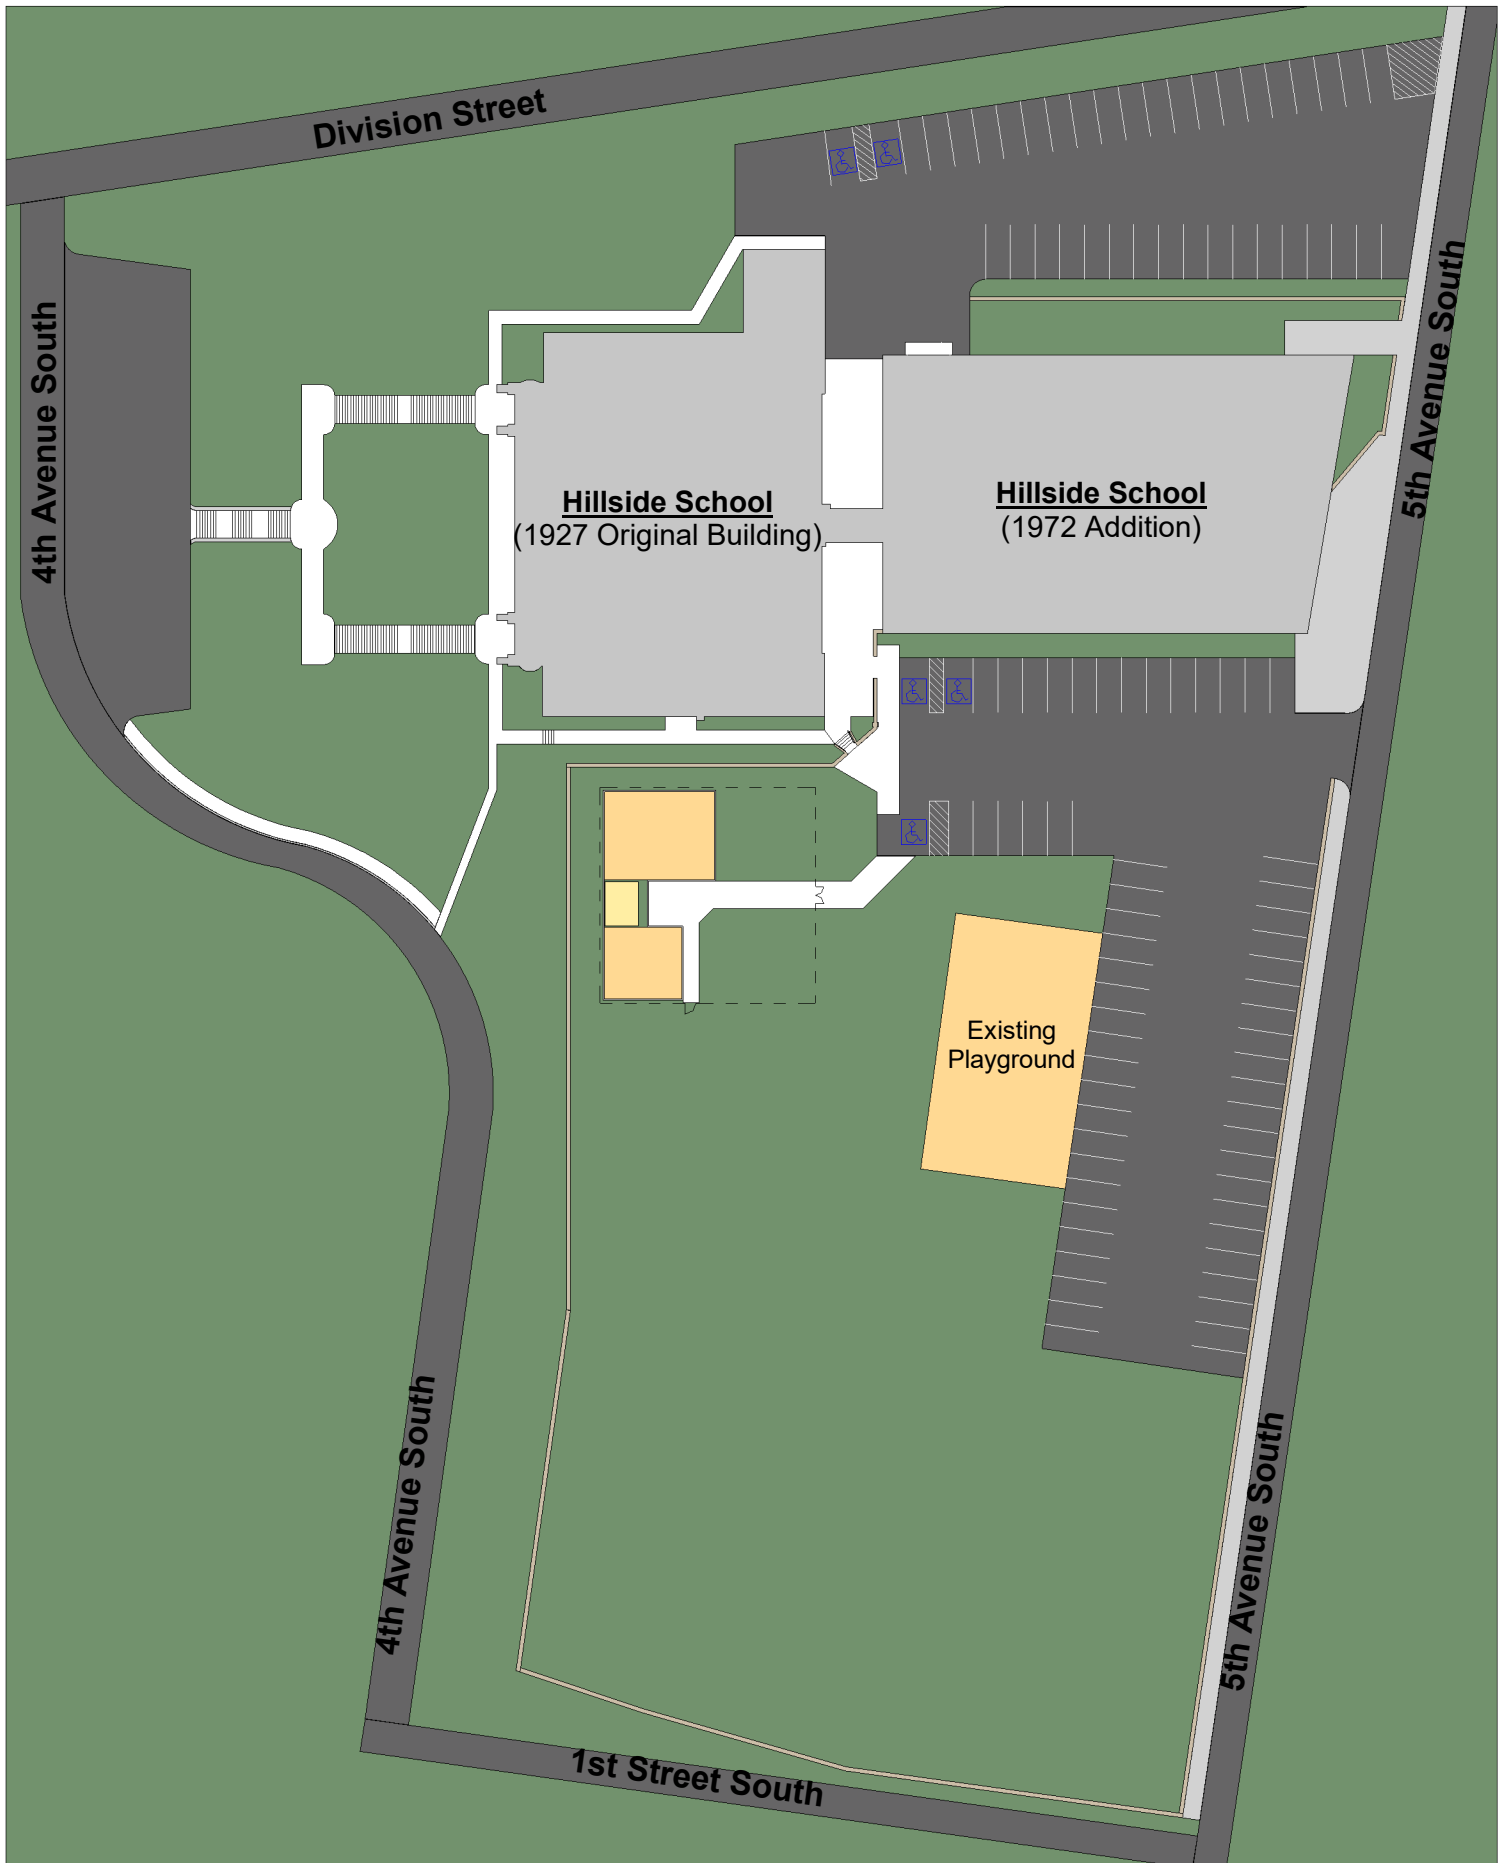 Division Street
4th Avenue South
5th Avenue South
Hillside School
(1927 Original Building)
Hillside School
(1972 Addition)
Existing
Playground
4th Avenue South
5th Avenue South
1st Street South